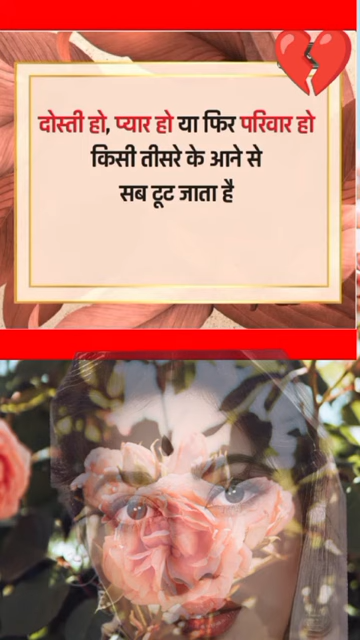 दोस्ती हो, प्यार हो या फिर परिवार हो
किसी तीसरे के आने से
सब टूट जाता है